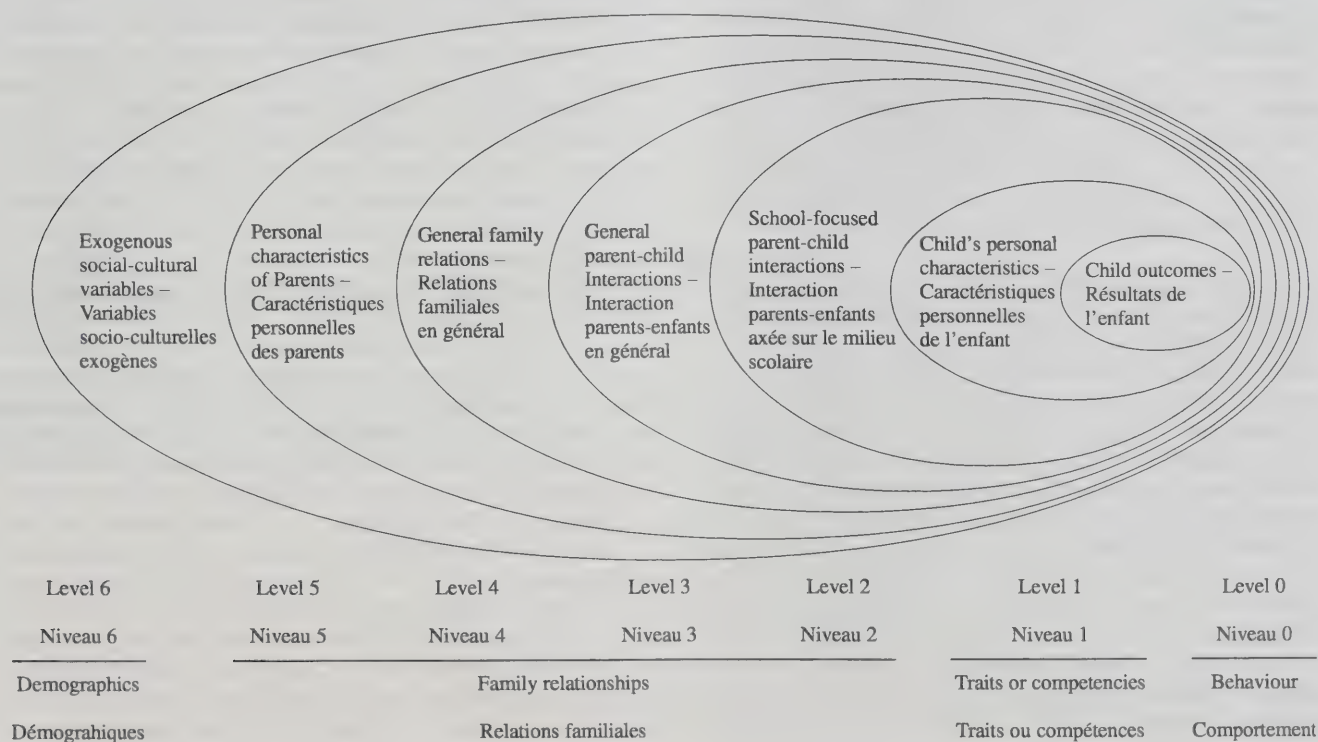 Exogenous
social-cultural
variables –
Variables
socio-culturelles
exogènes
Personal
characteristics
of Parents –
Caractéristiques
personnelles
des parents
General family
relations –
Relations
familiales
en général
General
parent-child
Interactions –
Interaction
parents-enfants
en général
School-focused
parent-child
interactions –
Interaction
parents-enfants
axée sur le milieu
scolaire
Child's personal
characteristics –
Caractéristiques
personnelles
de l'enfant
Child outcomes –
Résultats de
l'enfant
Level 6 Level 5 Level 4 Level 3 Level 2 Level 1 Level 0
Niveau 6 Niveau 5 Niveau 4 Niveau 3 Niveau 2 Niveau 1 Niveau 0
Demographics Family relationships Traits or competencies Behaviour
Démograhiques Relations familiales Traits ou compétences Comportement